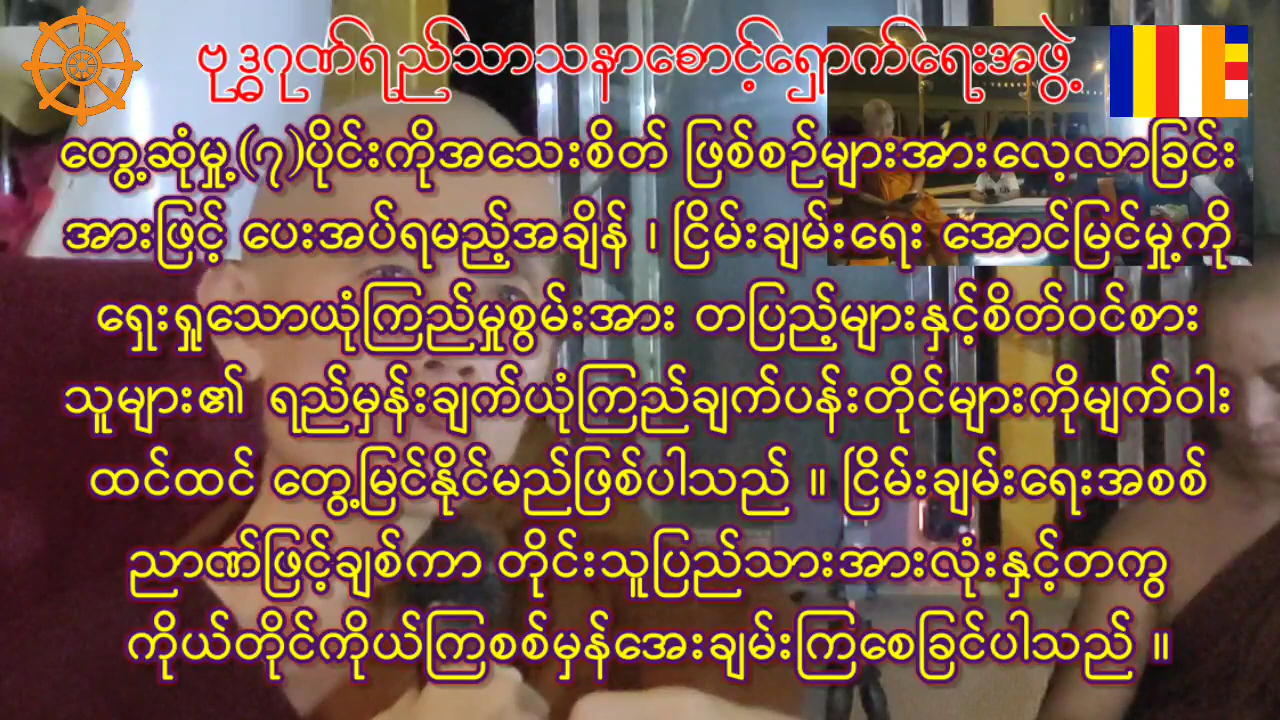 ဗုဒ္ဓဂုဏ်ရည်သာသနာစောင့်ရှောက်ရေးအဖွဲ့
တွေ့ဆုံမှု့(၇)ပိုင်းကိုအသေးစိတ် ဖြစ်စဉ်များအားလေ့လာခြင်း
အားဖြင့် ပေးအပ်ရမည့်အချိန် ၊ ငြိမ်းချမ်းရေး အောင်မြင်မှု့ကို
ရှေးရှုသောယုံကြည်မှုစွမ်းအား တပြည့်များနှင့်စိတ်ဝင်စား
သူများ၏ ရည်မှန်းချက်ယုံကြည်ချက်ပန်းတိုင်များကိုမျက်ဝါး
ထင်ထင် တွေ့မြင်နိုင်မည်ဖြစ်ပါသည် ။ ငြိမ်းချမ်းရေးအစစ်
ညာဏ်ဖြင့်ချစ်ကာ တိုင်းသူပြည်သားအားလုံးနှင့်တကွ
ကိုယ်တိုင်ကိုယ်ကြစစ်မှန်အေးချမ်းကြစေခြင်ပါသည် ။